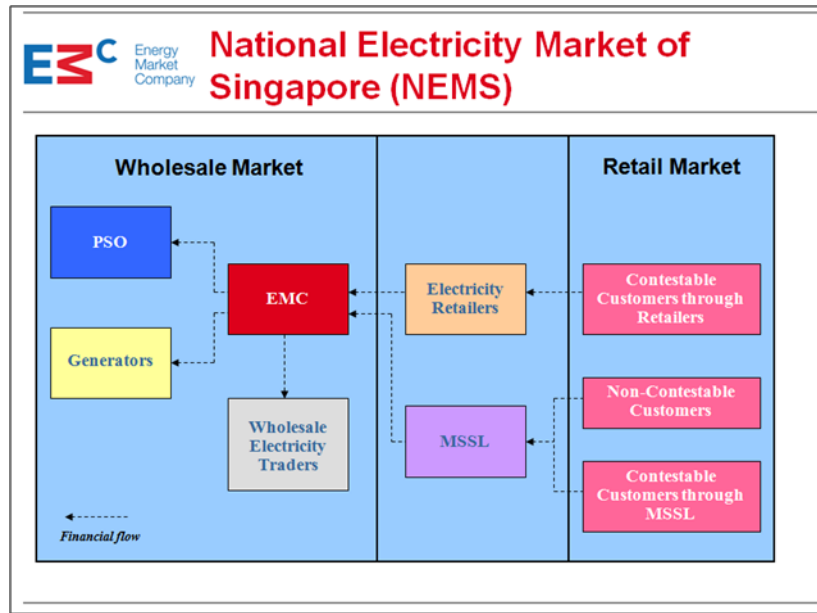 EMC
Energy
Market
Company
National Electricity Market of
Singapore (NEMS)
Wholesale Market
Retail Market
PSO
EMC
Generators
Wholesale
Electricity
Traders
Electricity
Retailers
MSSL
Contestable
Customers through
Retailers
Non-Contestable
Customers
Contestable
Customers through
MSSL
Financial flow